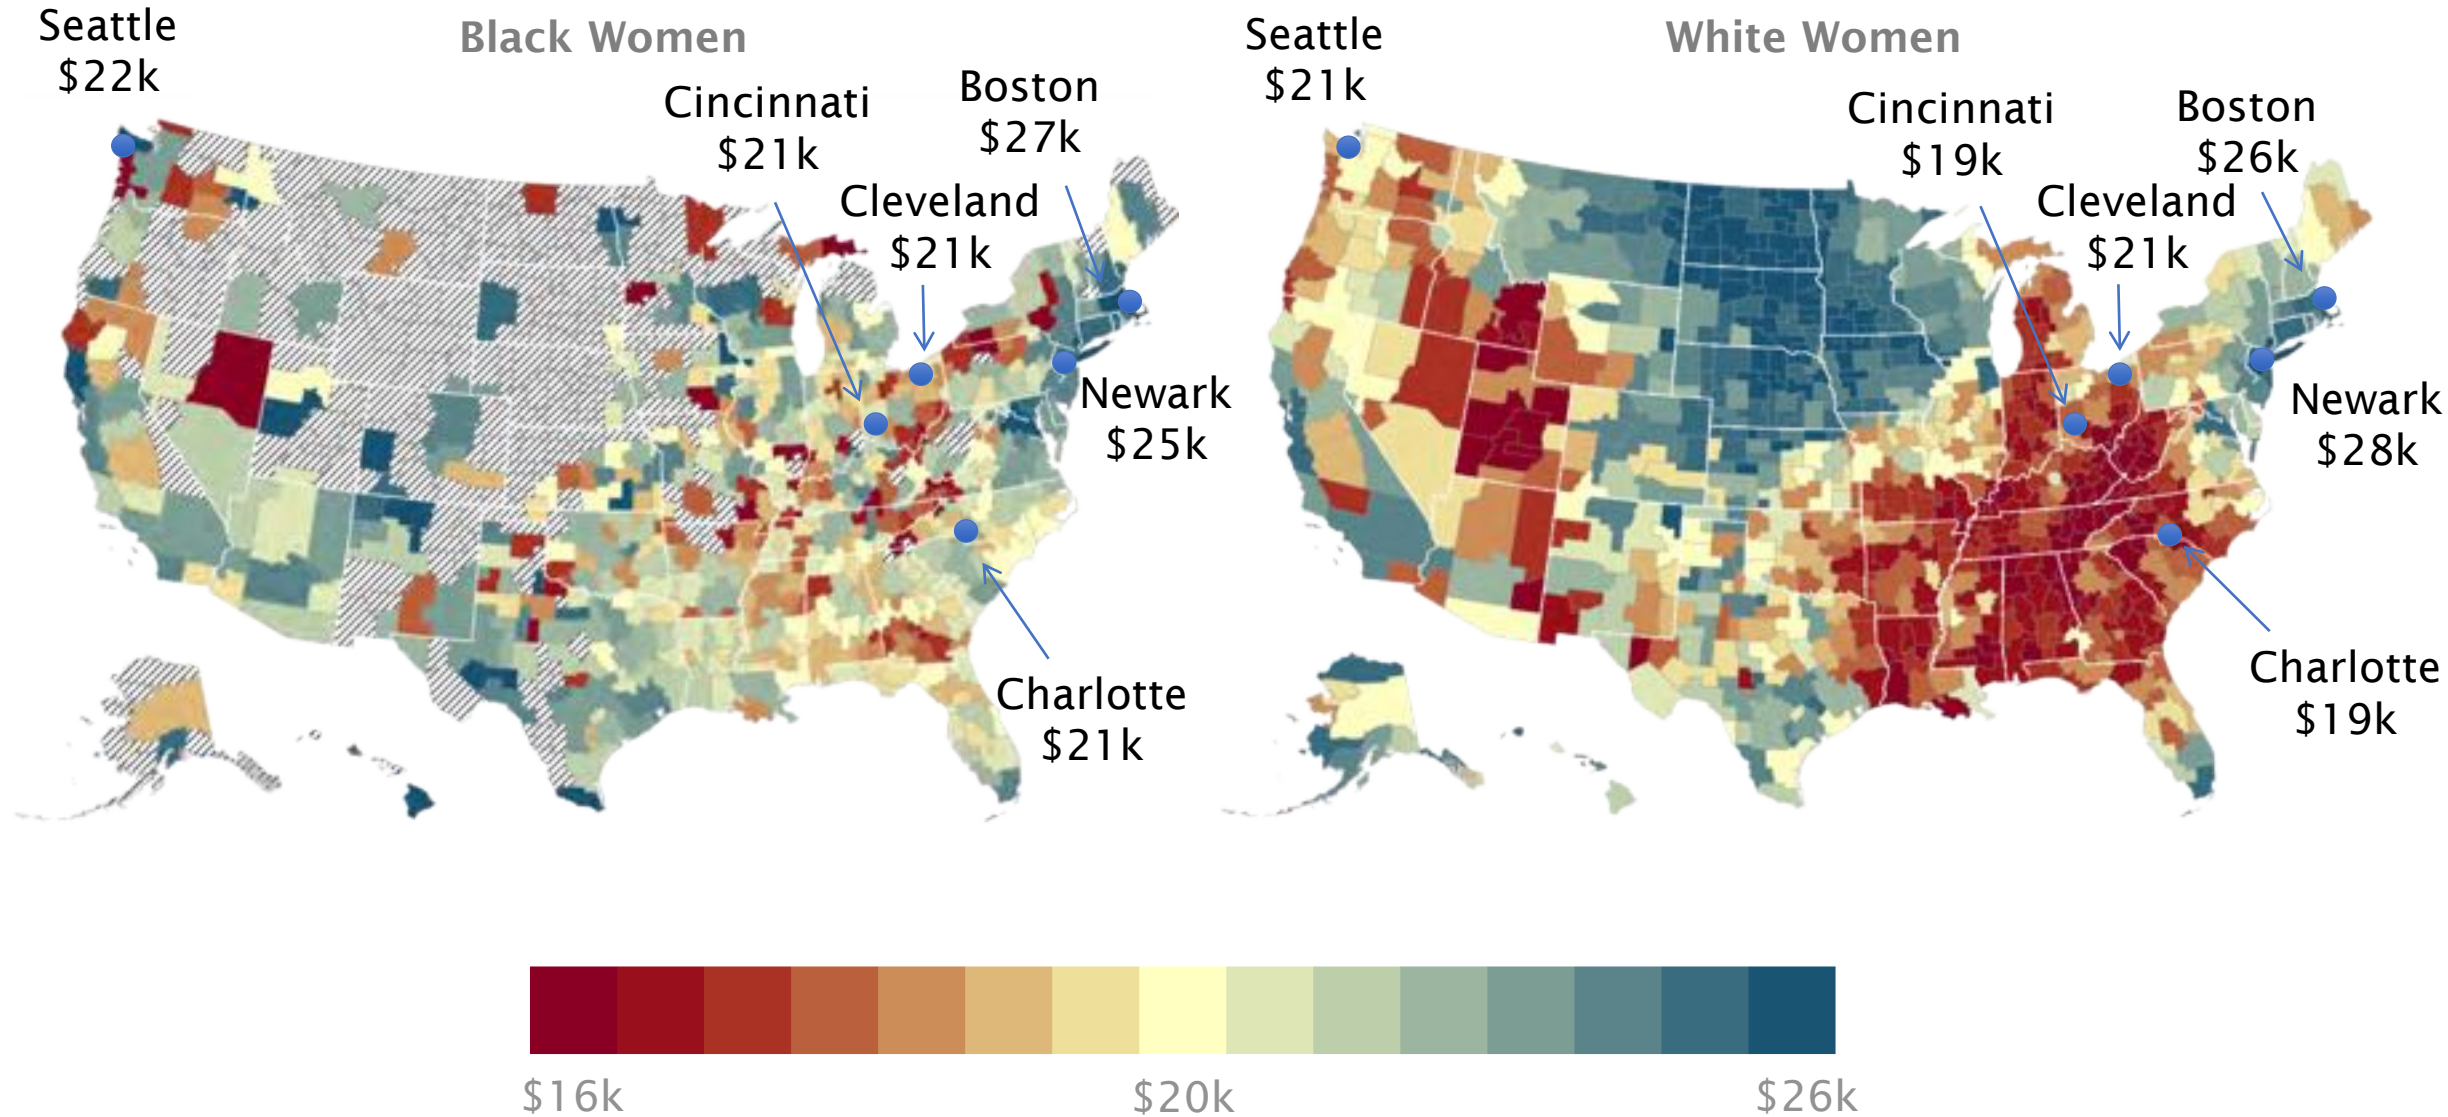 Black Women
Seattle
$22k
Cincinnati
$21k
Boston
$27k
Cleveland
$21k
Newark
$25k
Charlotte
$21k
White Women
Seattle
$21k
Cincinnati
$19k
Boston
$26k
Cleveland
$21k
Newark
$28k
Charlotte
$19k
$16k
$20k
$26k